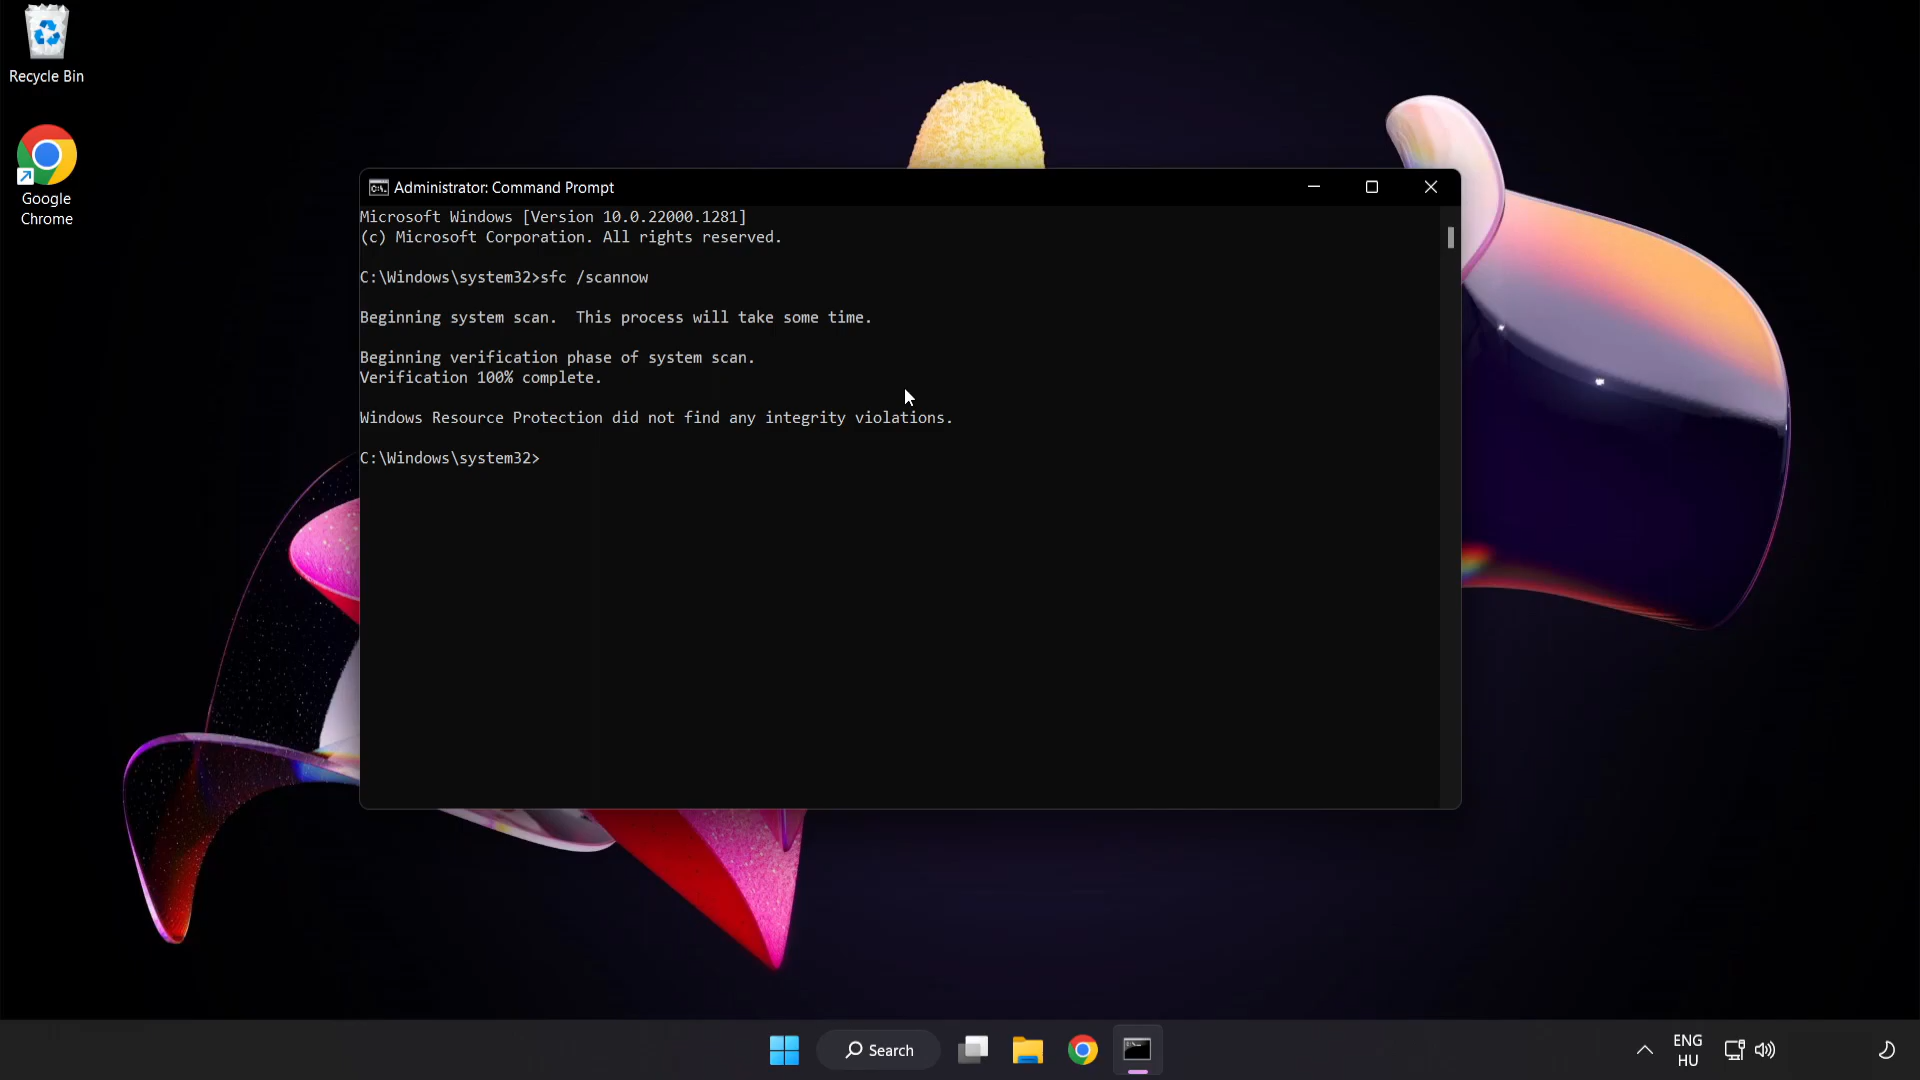 Recycle Bin
Google
Chrome
Administrator: Command Prompt
Microsoft Windows [Version 10.0.22000.1281]
(c) Microsoft Corporation. All rights reserved.
C:\Windows\system32>sfc /scannow
Beginning system scan.  This process will take some time.
Beginning verification phase of system scan.
Verification 100% complete.
Windows Resource Protection did not find any integrity violations.
C:\Windows\system32>
Search
ENG
HU